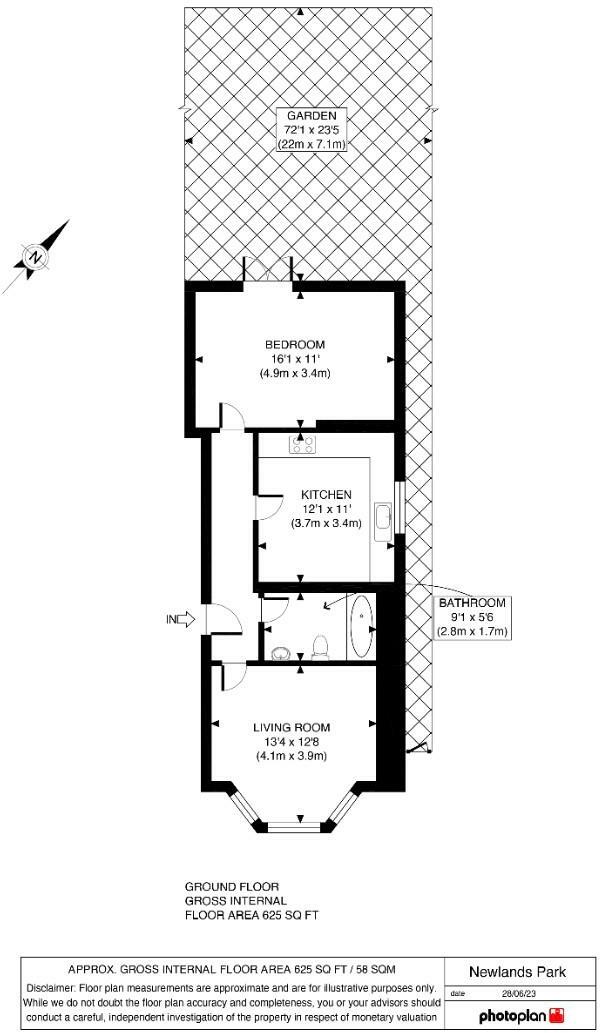 GARDEN
72'1 x 23'5
(22m x 7.1m)
N
BEDROOM
16'1 x 11'
(4.9m x 3.4m)
KITCHEN
12'1 x 11'
(3.7m x 3.4m)
BATHROOM
9'1 x 5'6
(2.8m x 1.7m)
IN
LIVING ROOM
13'4 x 12'8
(4.1m x 3.9m)
GROUND FLOOR
GROSS INTERNAL
FLOOR AREA 625 SQ FT
APPROX. GROSS INTERNAL FLOOR AREA 625 SQ FT / 58 SQM
Disclaimer: Floor plan measurements are approximate and are for illustrative purposes only.
While we do not doubt the floor plan accuracy and completeness, you or your advisors should
conduct a careful, independent investigation of the property in respect of monetary valuation
Newlands Park
date 28/06/23
photoplan